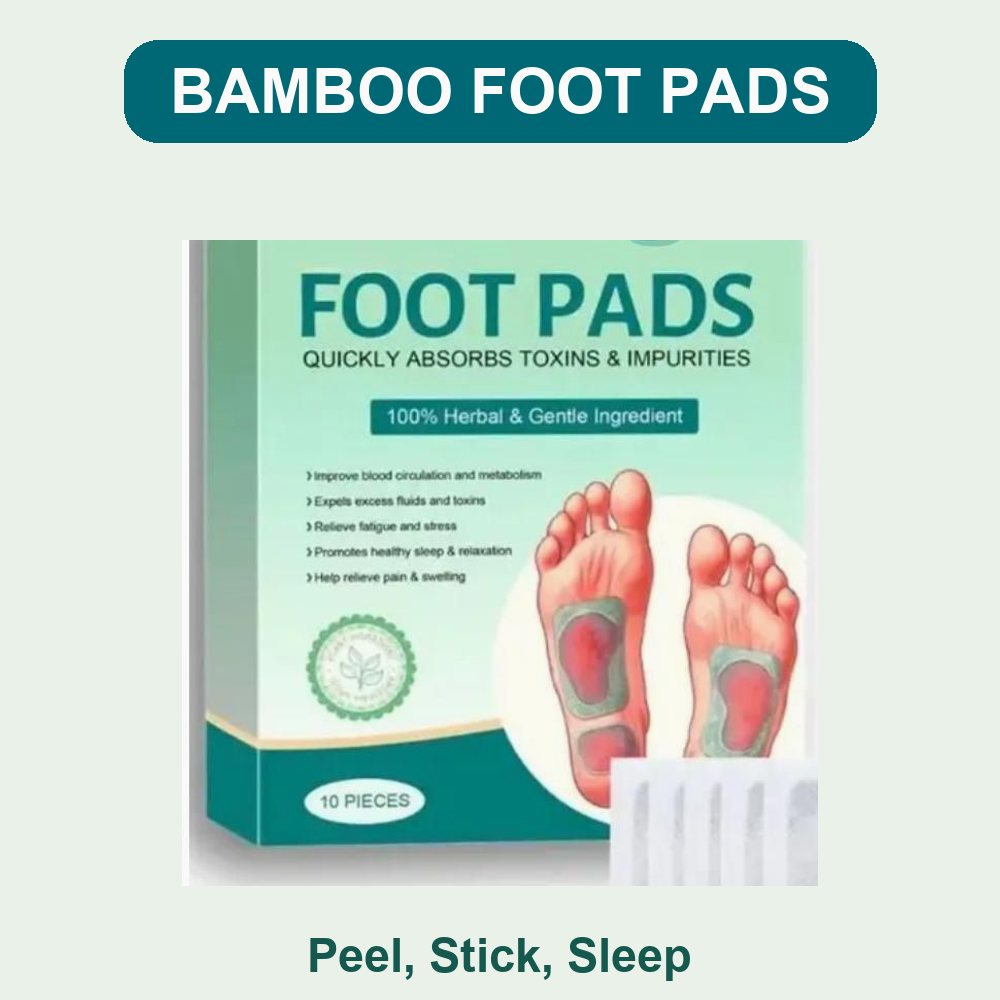 BAMBOO FOOT PADS
FOOT PADS
QUICKLY ABSORBS TOXINS & IMPURITIES
100% Herbal & Gentle Ingredient
Improve blood circulation and metabolism
Expels excess fluids and toxins
Relieve fatigue and stress
Promotes healthy sleep & relaxation
Help relieve pain & swelling
10 PIECES
Peel, Stick, Sleep